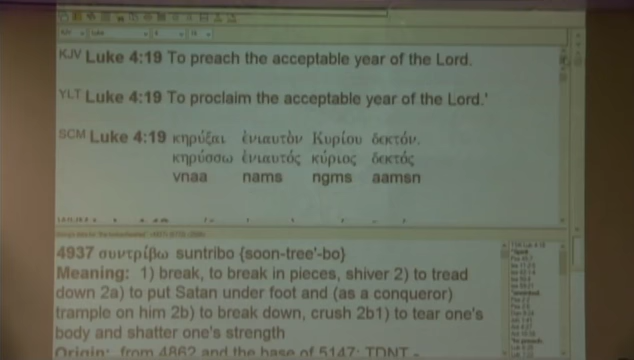 KJV Luke 4:19 To preach the acceptable year of the Lord.
YLT Luke 4:19 To proclaim the acceptable year of the Lord.'
SCM Luke 4:19 κηρύξαι ἐνιαυτὸν Κυρίου δεκτόν.
κηρύσσω ἐνιαυτός κύριος δεκτός
vnaa nams ngms aamsn
4937 συντρίβω suntribo {soon-tree'-bo}
Meaning: 1) break, to break in pieces, shiver 2) to tread
down 2a) to put Satan under foot and (as a conqueror)
trample on him 2b) to break down, crush 2b1) to tear one's
body and shatter one's strength
Origin: from 4862 and the base of 5147; TDNT -